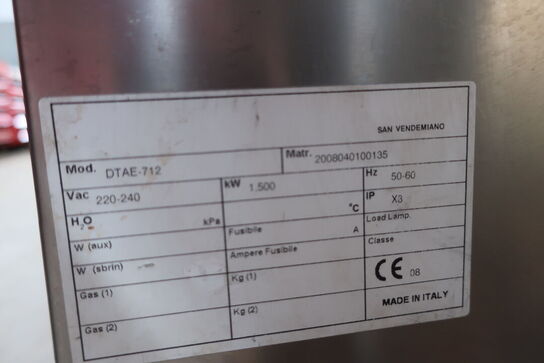 SAN VENDEMIANO
Mod. DTAE-712 Matr. 2008040100135
Vac 220-240 kW 1.500 Hz 50-60
H2O kPa °C IP X3
W (aux) Fusibile A Load Lamp.
W (sbrin) Ampere Fusibile Classe
Gas (1) Kg (1) CE 08
Gas (2) Kg (2) MADE IN ITALY